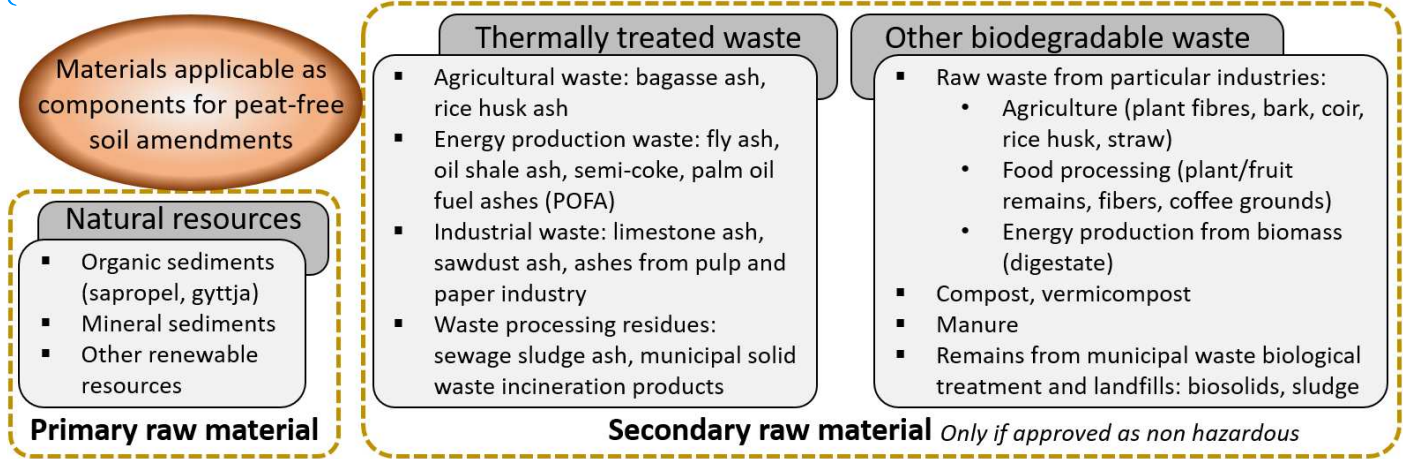 Materials applicable as
components for peat-free
soil amendments
Natural resources
▪ Organic sediments
(sapropel, gyttja)
▪ Mineral sediments
▪ Other renewable
resources
Primary raw material
Thermally treated waste
▪ Agricultural waste: bagasse ash,
rice husk ash
▪ Energy production waste: fly ash,
oil shale ash, semi-coke, palm oil
fuel ashes (POFA)
▪ Industrial waste: limestone ash,
sawdust ash, ashes from pulp and
paper industry
▪ Waste processing residues:
sewage sludge ash, municipal solid
waste incineration products
Other biodegradable waste
▪ Raw waste from particular industries:
• Agriculture (plant fibres, bark, coir,
rice husk, straw)
• Food processing (plant/fruit
remains, fibers, coffee grounds)
• Energy production from biomass
(digestate)
▪ Compost, vermicompost
▪ Manure
▪ Remains from municipal waste biological
treatment and landfills: biosolids, sludge
Secondary raw material Only if approved as non hazardous